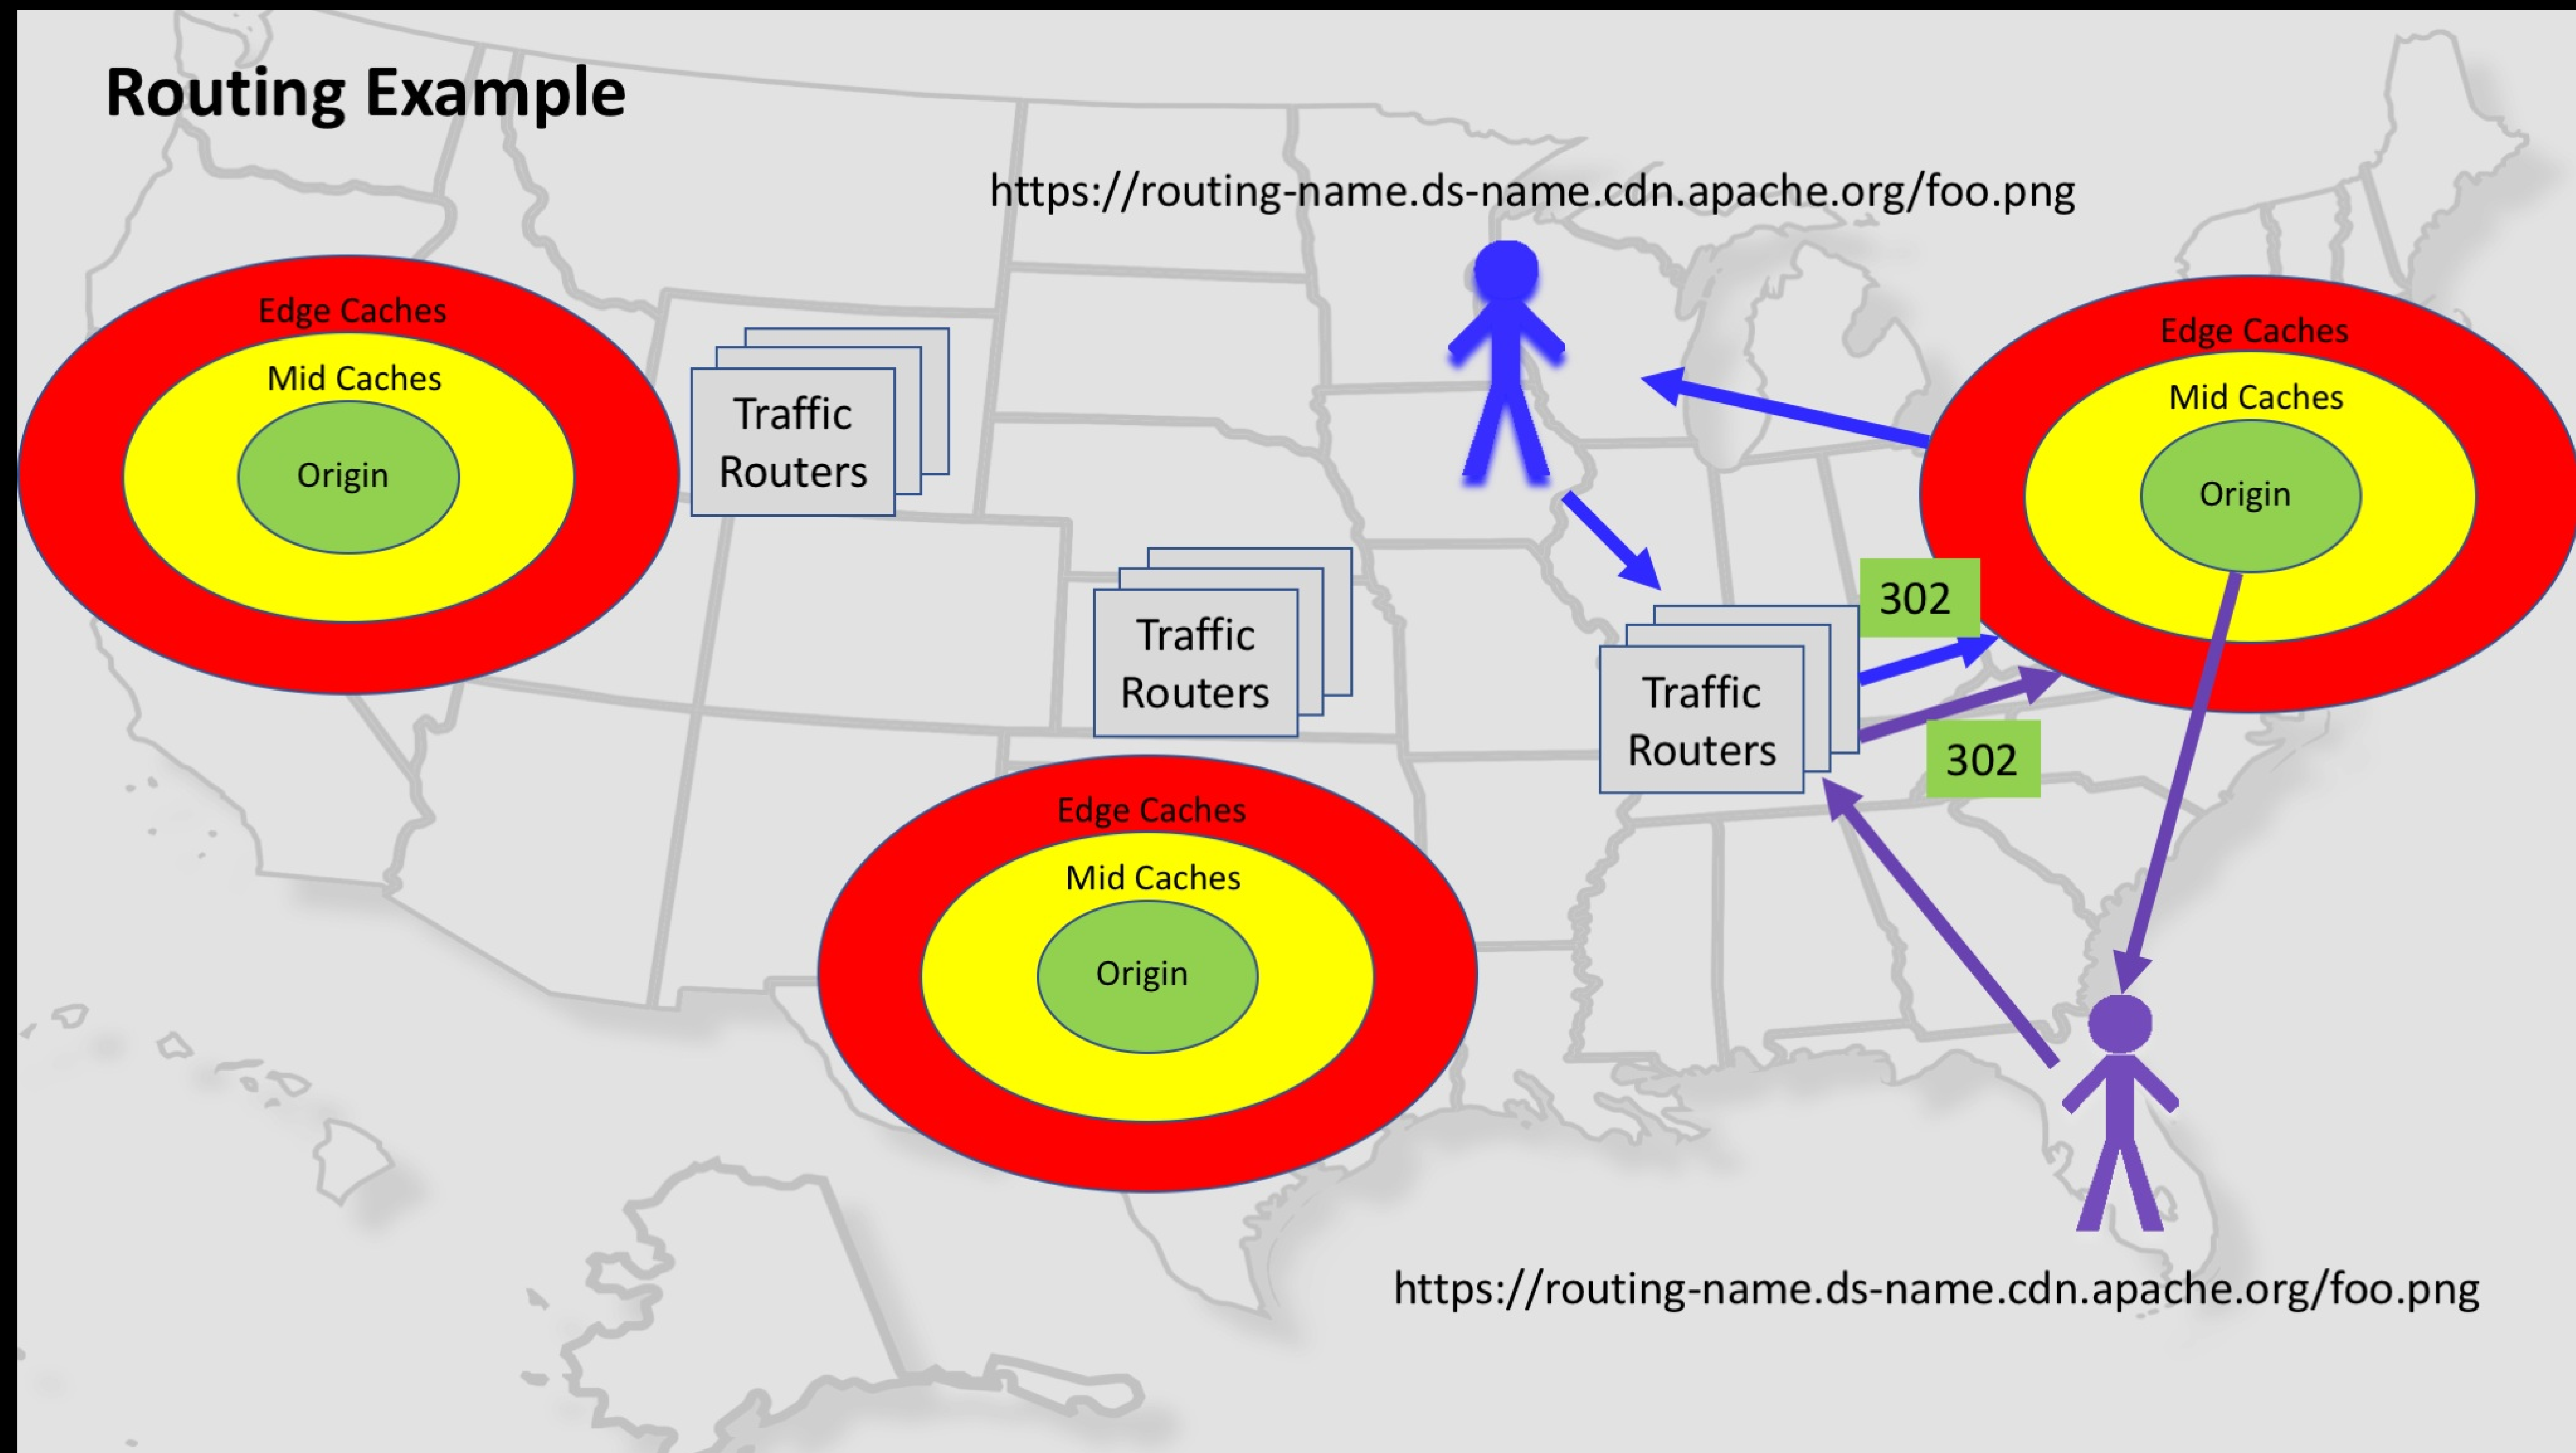 Routing Example
https://routing-name.ds-name.cdn.apache.org/foo.png
Edge Caches
Mid Caches
Origin
Traffic
Routers
Edge Caches
Mid Caches
Origin
Traffic
Routers
302
Traffic
Routers
302
Edge Caches
Mid Caches
Origin
https://routing-name.ds-name.cdn.apache.org/foo.png